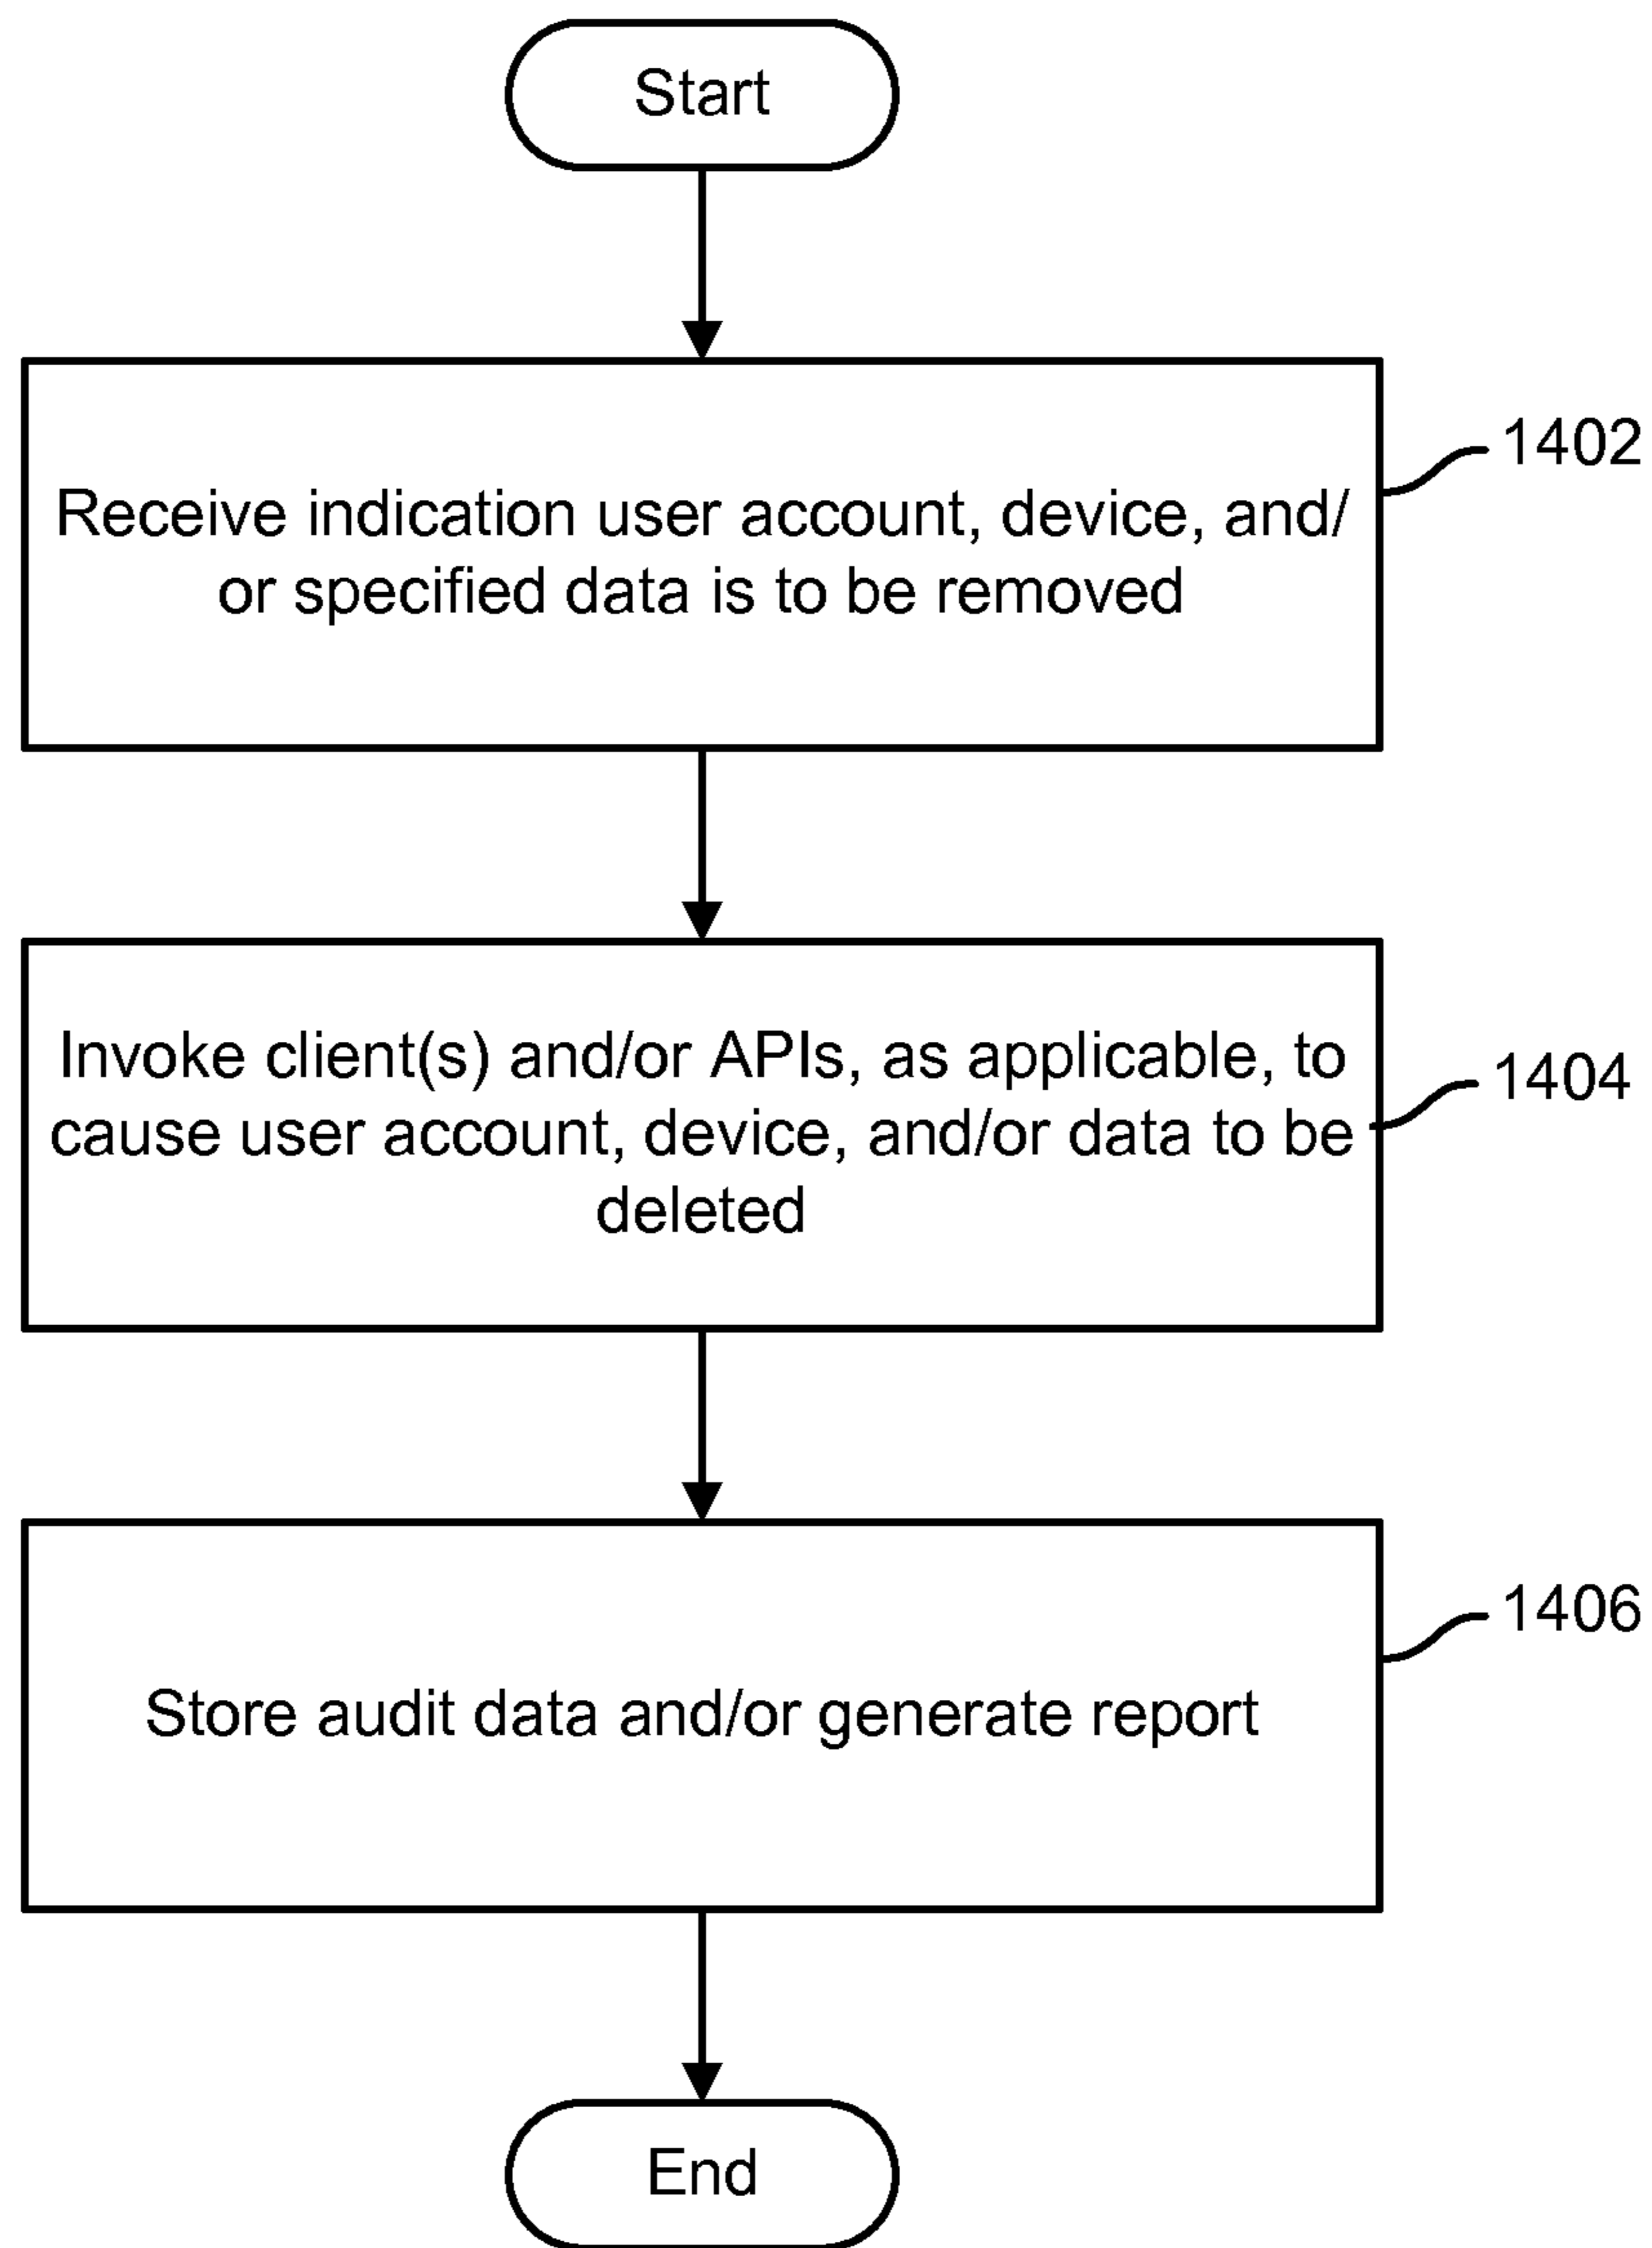 Start
1402
Receive indication user account, device, and/
or specified data is to be removed
Invoke client(s) and/or APIs, as applicable, to
1404
cause user account, device, and/or data to be
deleted
1406
Store audit data and/or generate report
End